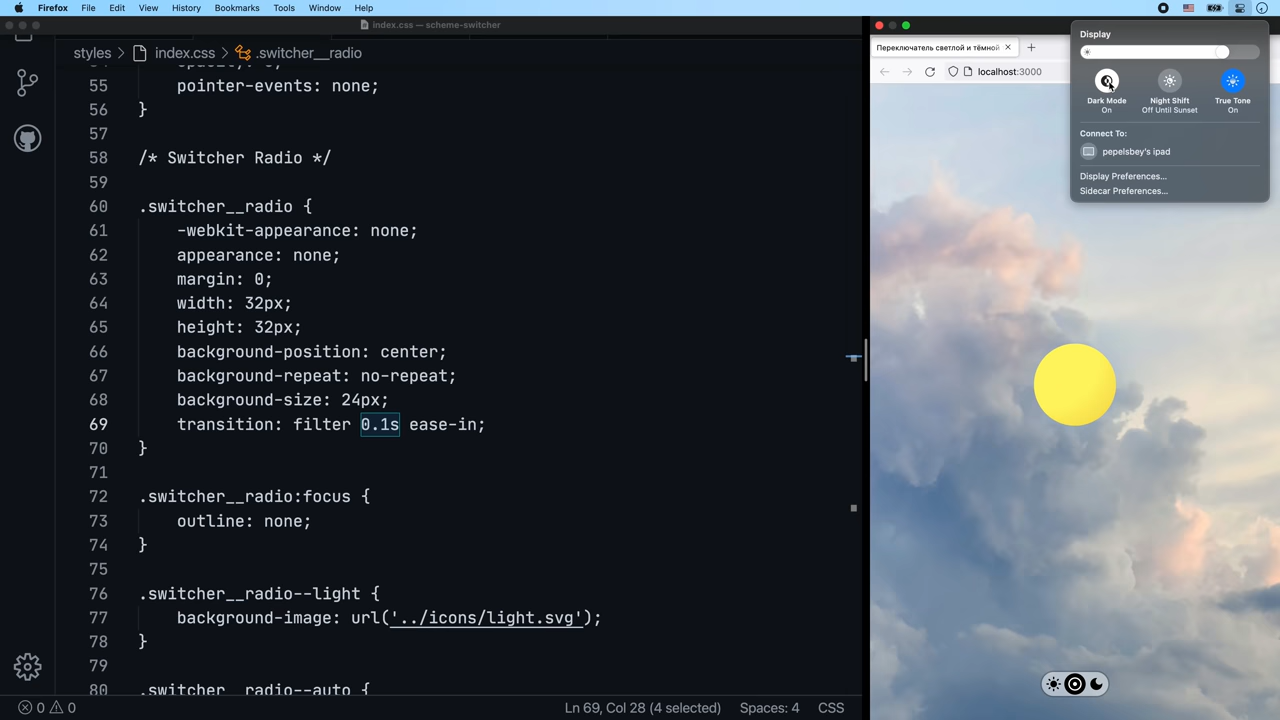 Firefox File Edit View History Bookmarks Tools Window Help
index.css — scheme-switcher
styles > index.css > .switcher__radio
55 pointer-events: none;
56 }
57
58 /* Switcher Radio */
59
60 .switcher__radio {
61 -webkit-appearance: none;
62 appearance: none;
63 margin: 0;
64 width: 32px;
65 height: 32px;
66 background-position: center;
67 background-repeat: no-repeat;
68 background-size: 24px;
69 transition: filter 0.1s ease-in;
70 }
71
72 .switcher__radio:focus {
73 outline: none;
74 }
75
76 .switcher__radio--light {
77 background-image: url('../icons/light.svg');
78 }
79
80 .switcher__radio--auto {
0 0
Ln 69, Col 28 (4 selected) Spaces: 4 CSS
Переключатель светлой и тёмной
localhost:3000
Display
Dark Mode
On
Night Shift
Off Until Sunset
True Tone
On
Connect To:
pepelsbey's ipad
Display Preferences...
Sidecar Preferences...